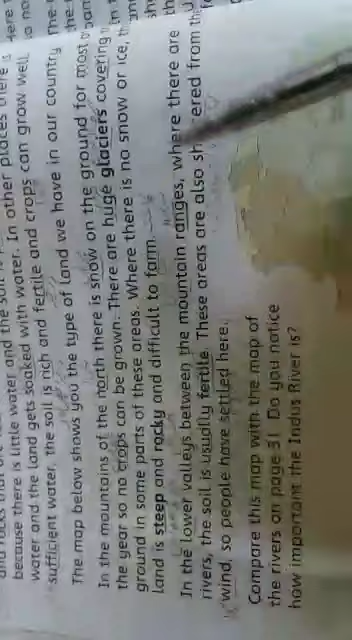 because there is little water and the soil is
water and the land gets soaked with water. In other places there is
sufficient water, the soil is rich and fertile and crops can grow well.
The map below shows you the type of land we have in our country.
In the mountains of the north there is snow on the ground for most
the year so no crops can be grown. There are huge glaciers covering
ground in some parts of these areas. Where there is no snow or ice,
land is steep and rocky and difficult to farm.
In the lower valleys between the mountain ranges, where there are
rivers, the soil is usually fertile. These areas are also from the
wind, so people have settled here.
Compare this map with the map of
the rivers on page 31. Do you notice
how important the Indus River is?